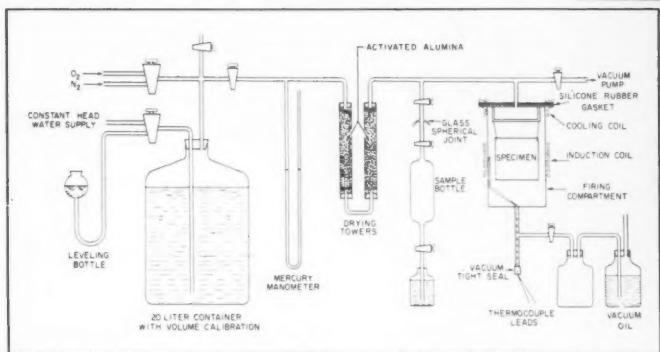 O2
N2
CONSTANT HEAD
WATER SUPPLY
LEVELING
BOTTLE
20 LITER CONTAINER
WITH VOLUME CALIBRATION
MERCURY
MANOMETER
ACTIVATED ALUMINA
DRYING
TOWERS
GLASS
SPHERICAL
JOINT
SAMPLE
BOTTLE
VACUUM
PUMP
SILICONE RUBBER
GASKET
COOLING COIL
SPECIMEN
INDUCTION COIL
FIRING
COMPARTMENT
VACUUM
TIGHT SEAL
THERMOCOUPLE
LEADS
VACUUM
OIL